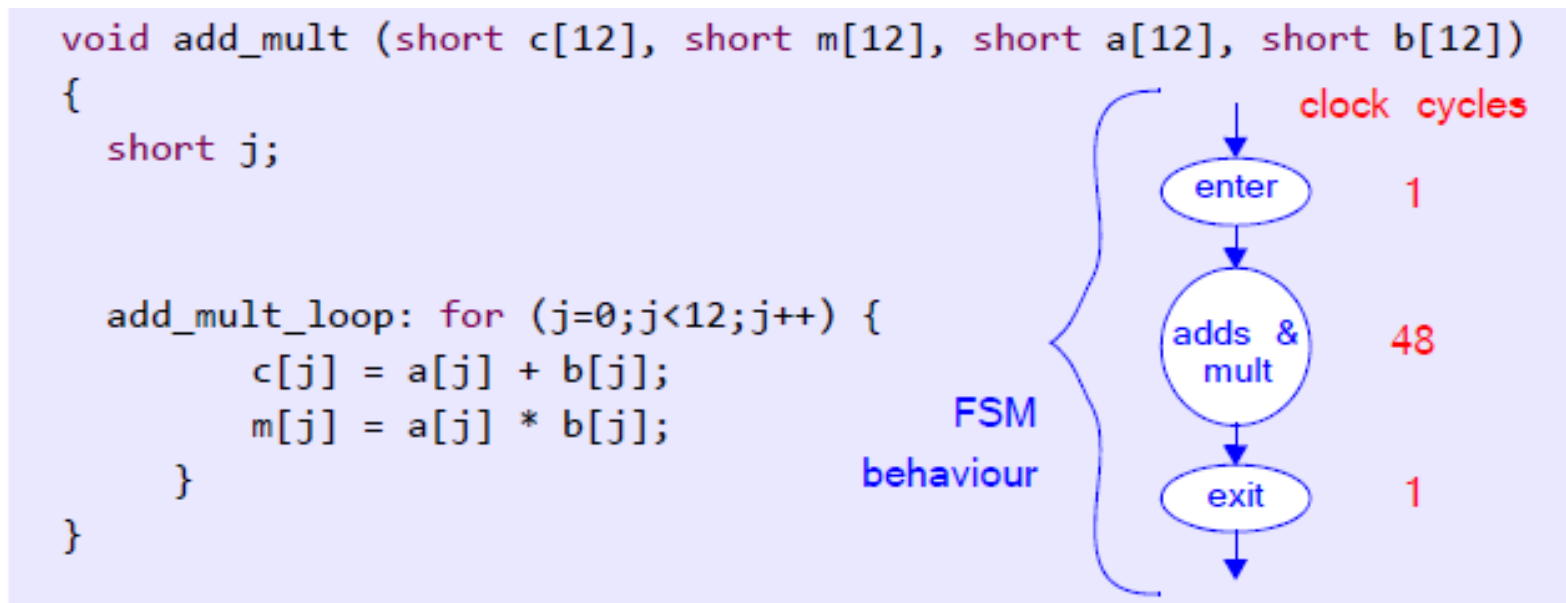 void add_mult (short c[12], short m[12], short a[12], short b[12])
{
clock cycles
short j;
enter 1
add_mult_loop: for (j=0;j<12;j++) {
adds &
mult
48
c[j] = a[j] + b[j];
m[j] = a[j] * b[j];
FSM
behaviour
}
exit 1
}